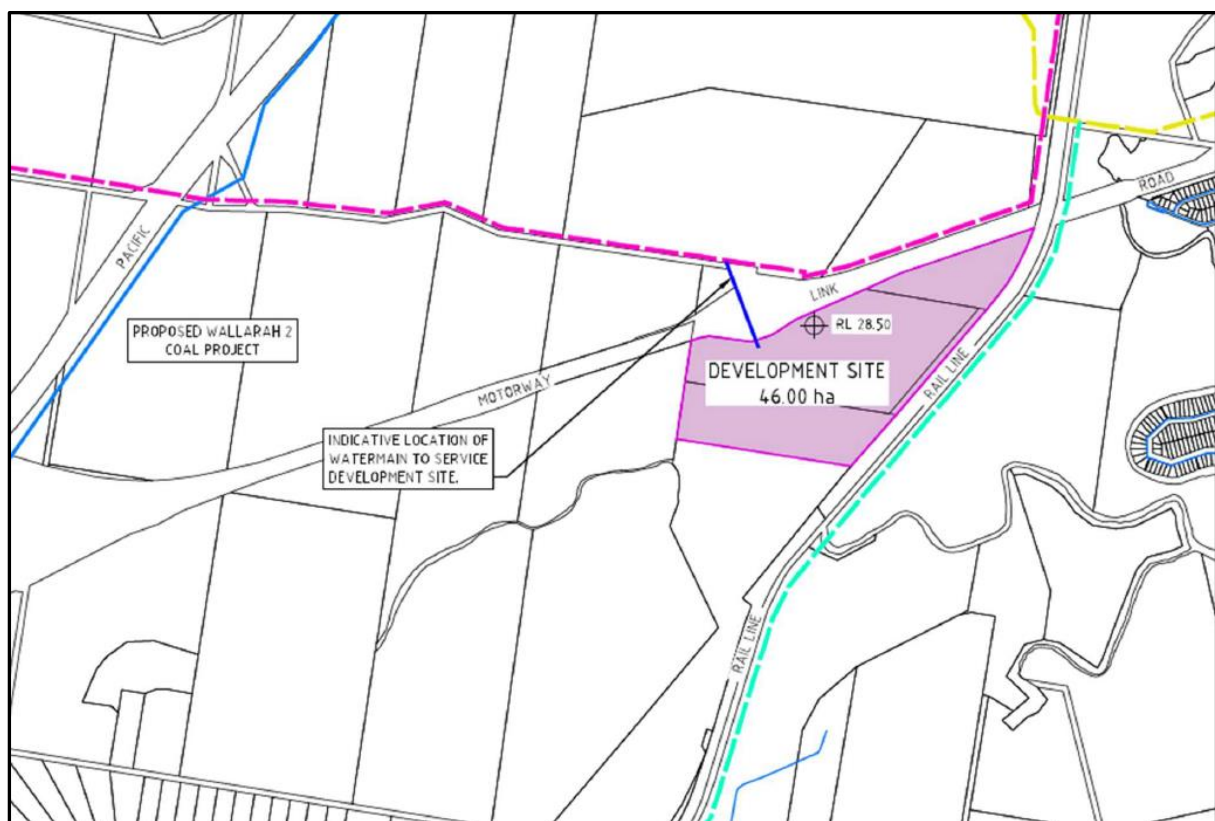 ROAD
PACIFIC
LINK
RL 28.50
PROPOSED WALLARAH 2
COAL PROJECT
DEVELOPMENT SITE
46.00 ha
RAIL LINE
MOTORWAY
INDICATIVE LOCATION OF
WATERMAIN TO SERVICE
DEVELOPMENT SITE.
RAIL LINE